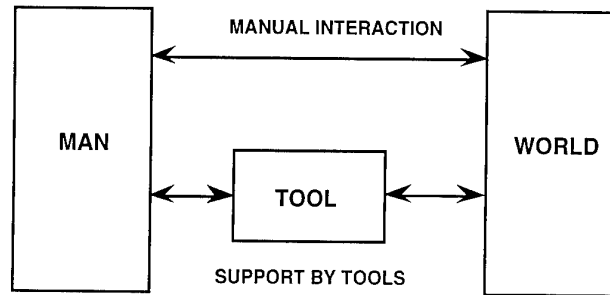 MANUAL INTERACTION
MAN
WORLD
TOOL
SUPPORT BY TOOLS